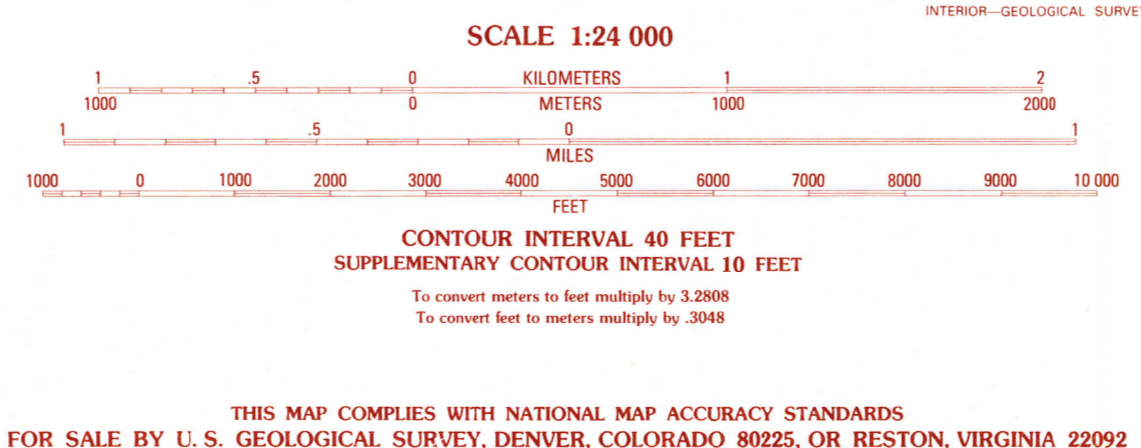 INTERIOR—GEOLOGICAL SURVEY
SCALE 1:24 000
1 .5 0 KILOMETERS 1 2
1000 0 METERS 1000 2000
1 .5 0 1
MILES
1000 0 1000 2000 3000 4000 5000 6000 7000 8000 9000 10 000
FEET
CONTOUR INTERVAL 40 FEET
SUPPLEMENTARY CONTOUR INTERVAL 10 FEET
To convert meters to feet multiply by 3.2808
To convert feet to meters multiply by .3048
THIS MAP COMPLIES WITH NATIONAL MAP ACCURACY STANDARDS
FOR SALE BY U. S. GEOLOGICAL SURVEY, DENVER, COLORADO 80225, OR RESTON, VIRGINIA 22092